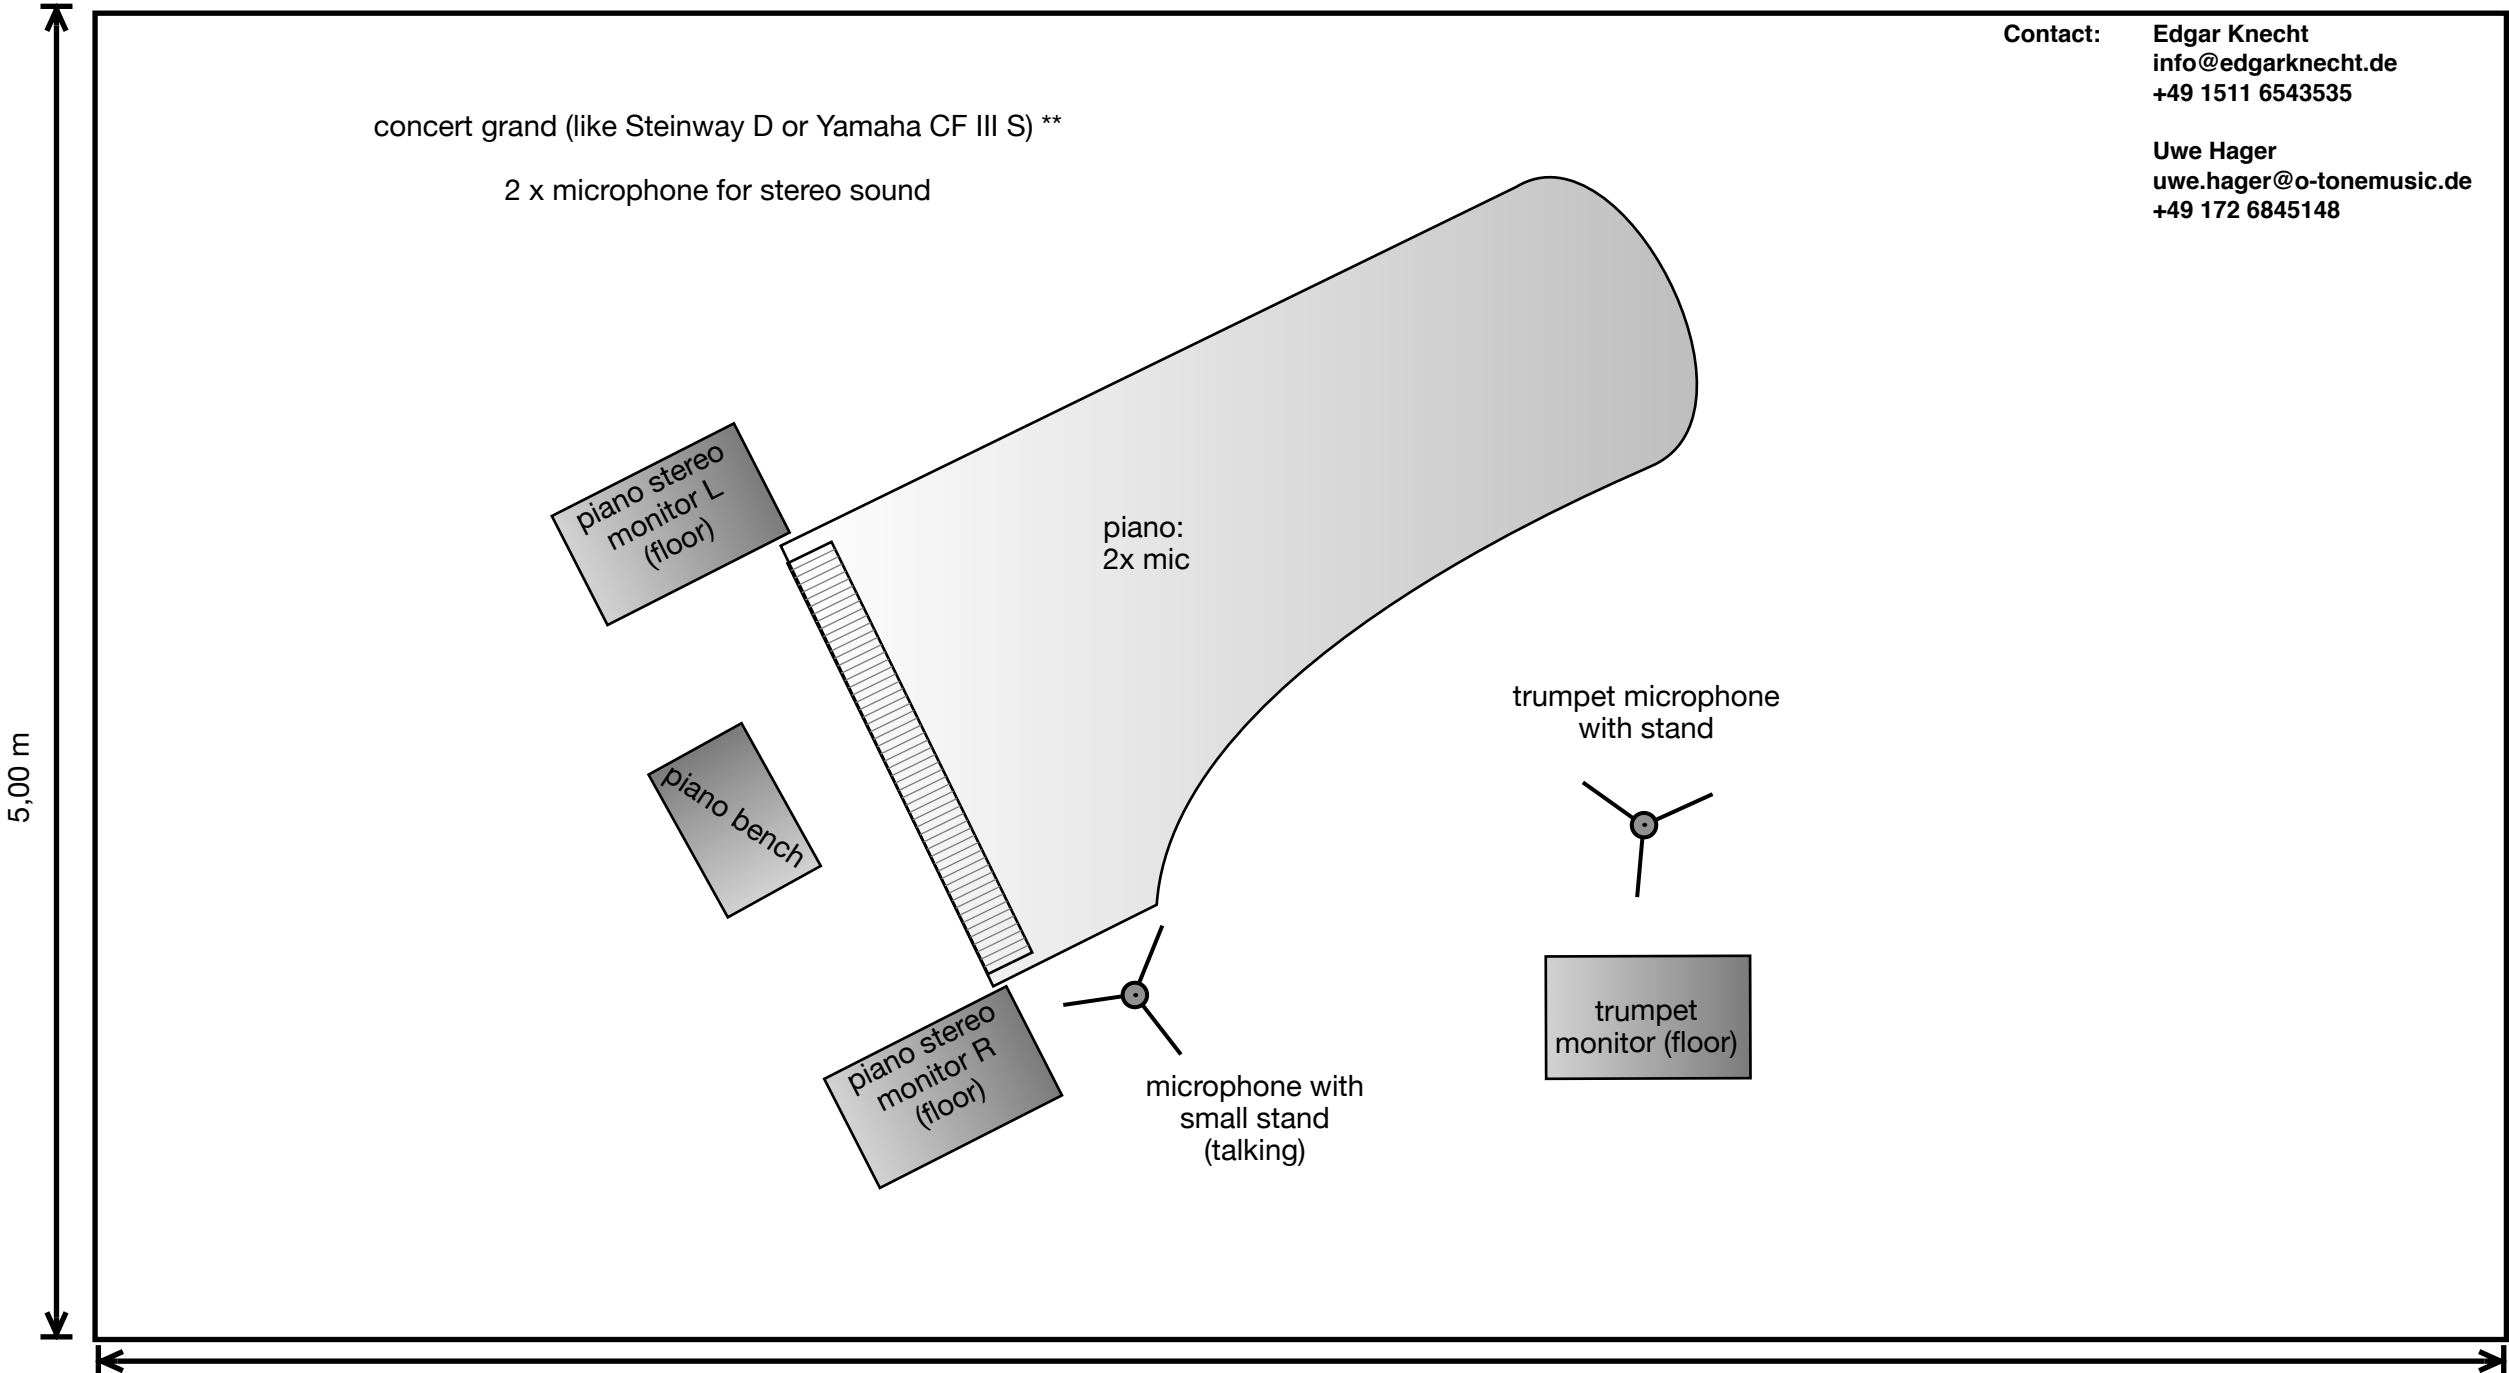 Contact: Edgar Knecht
info@edgarknecht.de
+49 1511 6543535
Uwe Hager
uwe.hager@o-tonemusic.de
+49 172 6845148
concert grand (like Steinway D or Yamaha CF III S) **
2 x microphone for stereo sound
piano stereo
monitor L
(floor)
piano:
2x mic
5,00 m
piano bench
trumpet microphone
with stand
piano stereo
monitor R
(floor)
microphone with
small stand
(talking)
trumpet
monitor (floor)